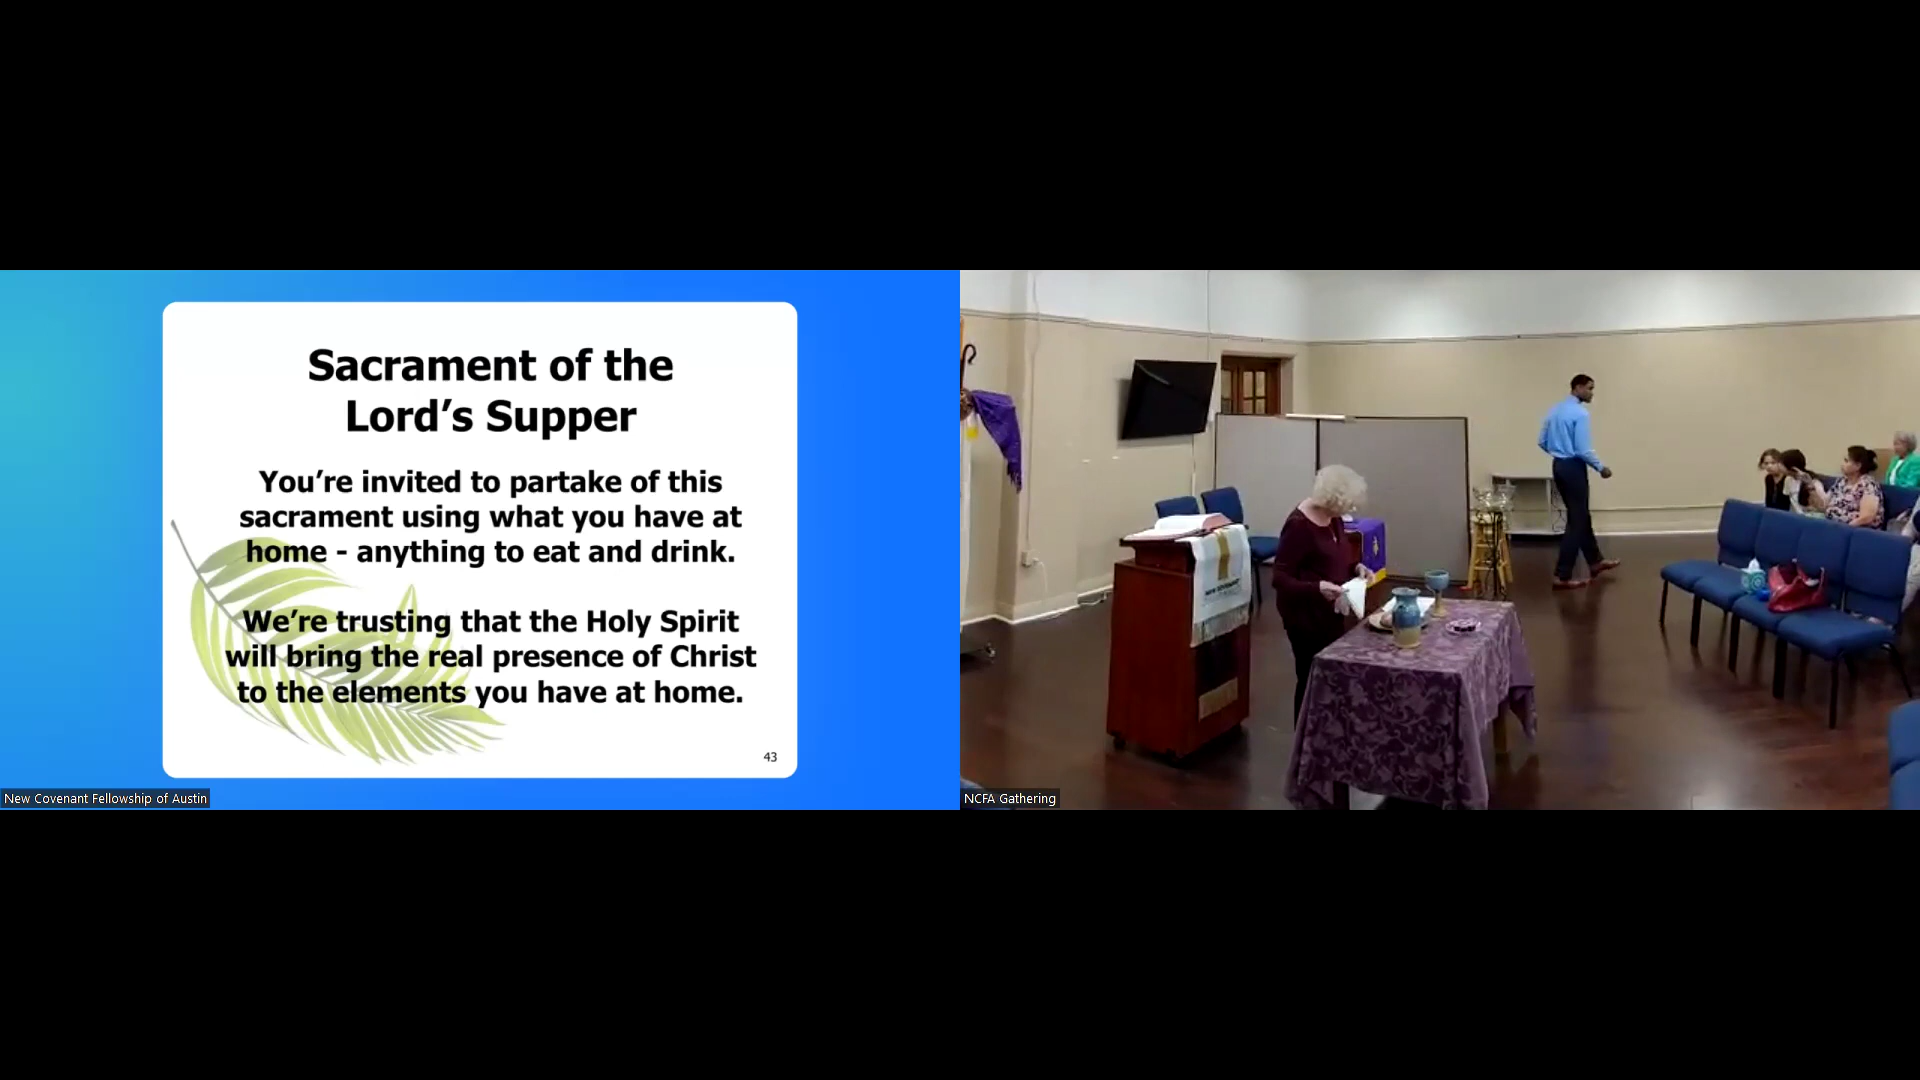 Sacrament of the
Lord's Supper
You're invited to partake of this
sacrament using what you have at
home - anything to eat and drink.
We're trusting that the Holy Spirit
will bring the real presence of Christ
to the elements you have at home.
43
New Covenant Fellowship of Austin
NCFA Gathering